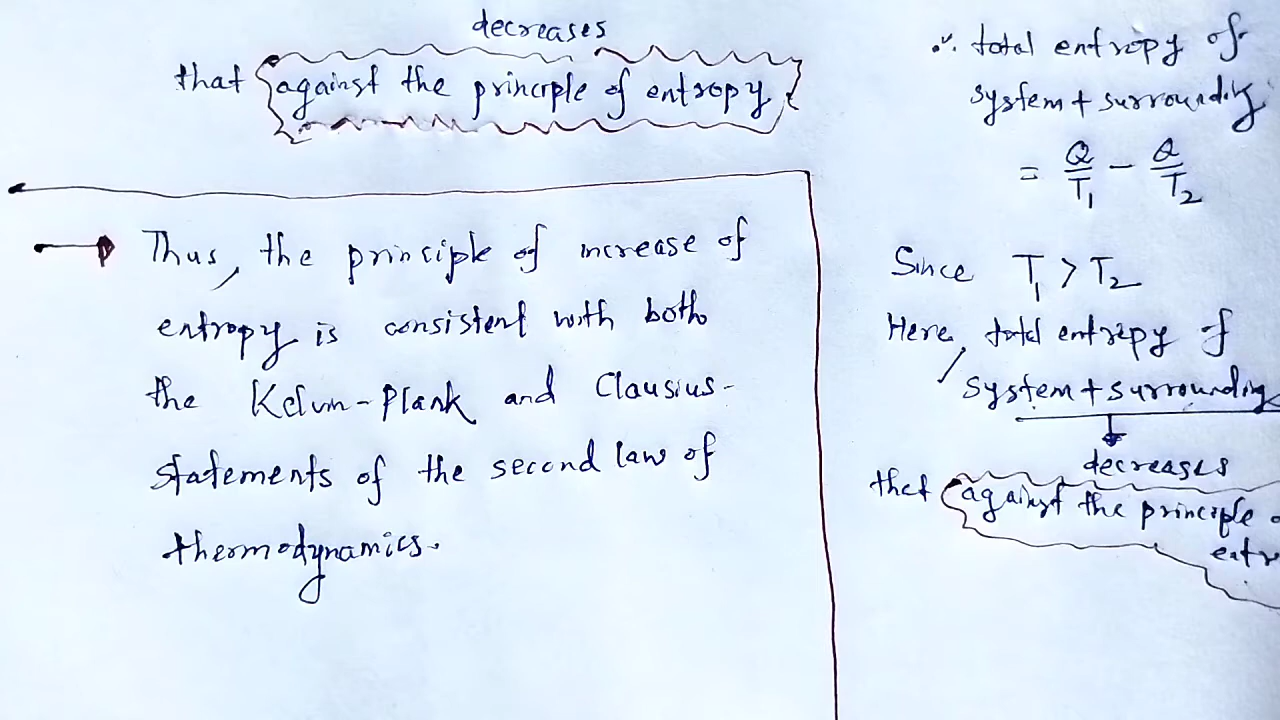 decreases
that against the principle of entropy
Thus, the principle of increase of
entropy is consistent with both
the Kelvin-Plank and Clausius-
statements of the second law of
thermodynamics.
∴ total entropy of
system + surrounding
= Q/T₁ - Q/T₂
Since T₁ > T₂
Here, total entropy of
system + surrounding
decreases
that against the principle o
entr